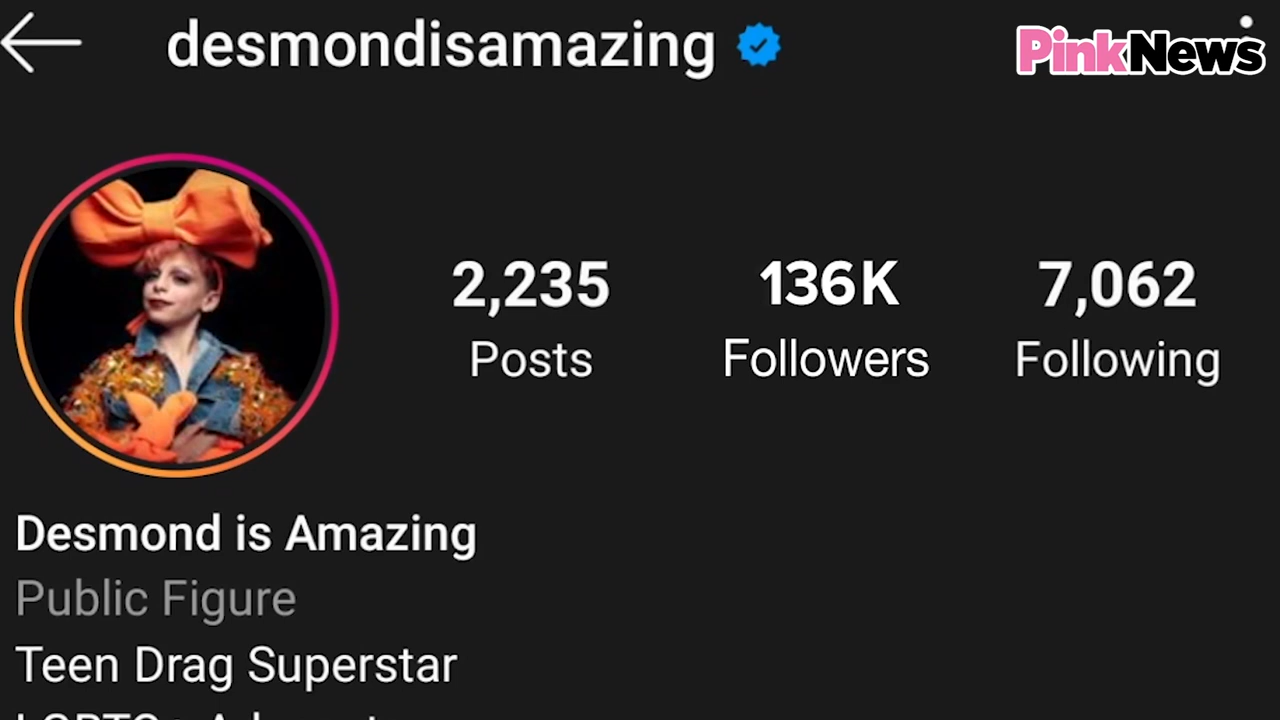 desmondisamazing
PinkNews
2,235 136K 7,062
Posts Followers Following
Desmond is Amazing
Public Figure
Teen Drag Superstar